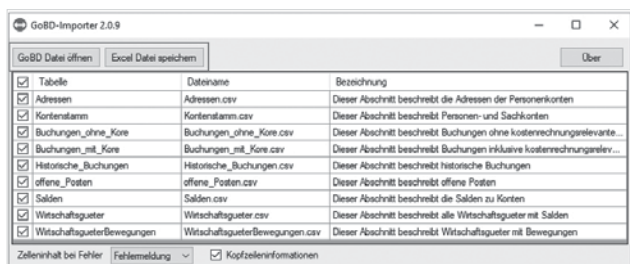 GoBD-Importer 2.0.9
GoBD Datei öffnen Excel Datei speichern Über
Tabelle Dateiname Bezeichnung
Adressen Adressen.csv Dieser Abschnitt beschreibt die Adressen der Personenkonten
Kontenstamm Kontenstamm.csv Dieser Abschnitt beschreibt Personen- und Sachkonten
Buchungen_ohne_Kore Buchungen_ohne_Kore.csv Dieser Abschnitt beschreibt Buchungen ohne kostenrechnungsrelevante...
Buchungen_mit_Kore Buchungen_mit_Kore.csv Dieser Abschnitt beschreibt Buchungen inklusive kostenrechnungsrelev...
Historische_Buchungen Historische_Buchungen.csv Dieser Abschnitt beschreibt historische Buchungen
offene_Posten offene_Posten.csv Dieser Abschnitt beschreibt offene Posten
Salden Salden.csv Dieser Abschnitt beschreibt die Salden zu Konten
Wirtschaftsgueter Wirtschaftsgueter.csv Dieser Abschnitt beschreibt alle Wirtschaftsgueter mit Salden
WirtschaftsgueterBewegungen WirtschaftsgueterBewegungen.csv Dieser Abschnitt beschreibt Wirtschaftsgueter mit Bewegungen
Zelleninhalt bei Fehler Fehlermeldung Kopfzeileninformationen